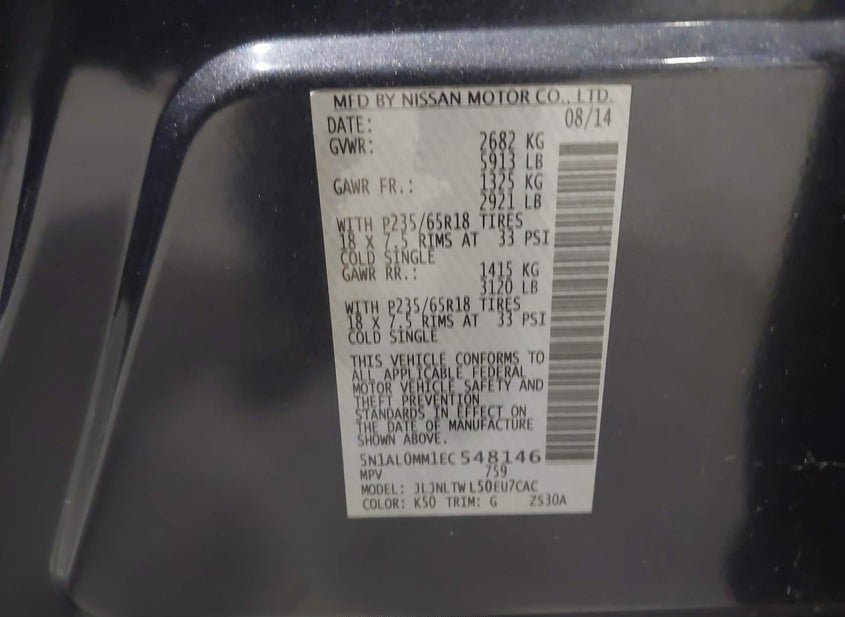 MFD BY NISSAN MOTOR CO., LTD.
DATE: 08/14
GVWR: 2682 KG
5913 LB
GAWR FR.: 1325 KG
2921 LB
WITH P235/65R18 TIRES
18 X 7.5 RIMS AT 33 PSI
COLD SINGLE
GAWR RR.: 1415 KG
3120 LB
WITH P235/65R18 TIRES
18 X 7.5 RIMS AT 33 PSI
COLD SINGLE
THIS VEHICLE CONFORMS TO
ALL APPLICABLE FEDERAL
MOTOR VEHICLE SAFETY AND
THEFT PREVENTION
STANDARDS IN EFFECT ON
THE DATE OF MANUFACTURE
SHOWN ABOVE.
5N1AL0MM1EC548146
MPV 759
MODEL: JLJNLTWL50EU7CAC
COLOR: K50 TRIM: G ZS30A